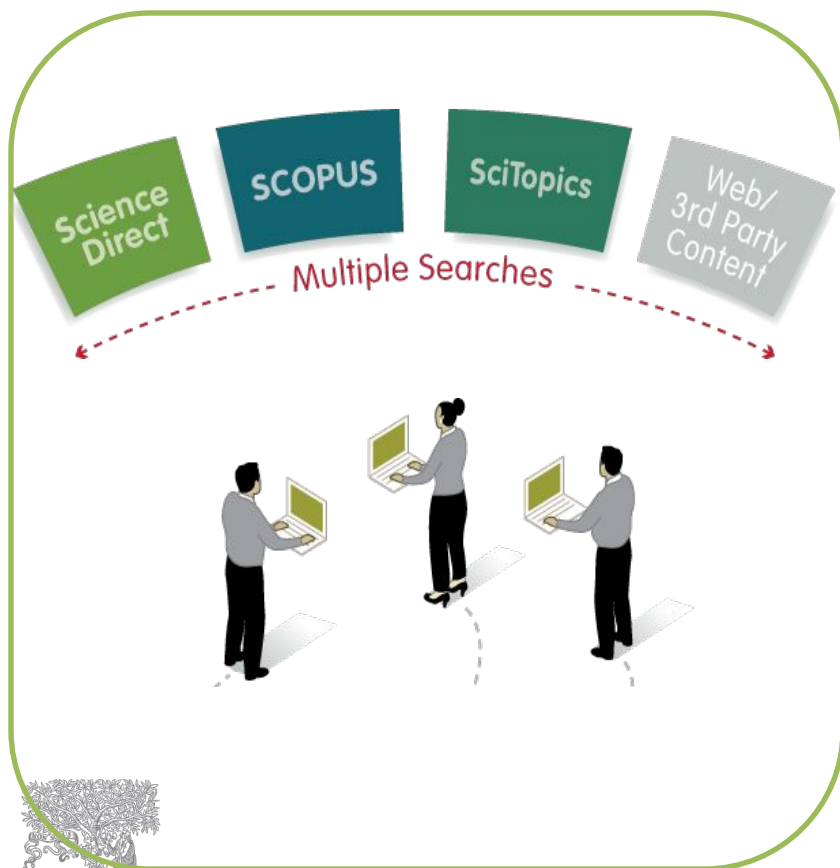 Science
Direct
SCOPUS
SciTopics
Web/
3rd Party
Content
Multiple Searches